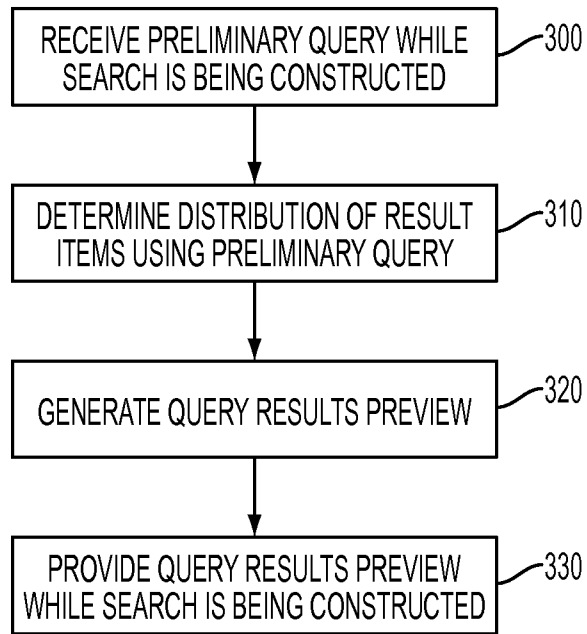 RECEIVE PRELIMINARY QUERY WHILE
SEARCH IS BEING CONSTRUCTED
300
DETERMINE DISTRIBUTION OF RESULT
ITEMS USING PRELIMINARY QUERY
310
GENERATE QUERY RESULTS PREVIEW
320
PROVIDE QUERY RESULTS PREVIEW
WHILE SEARCH IS BEING CONSTRUCTED
330